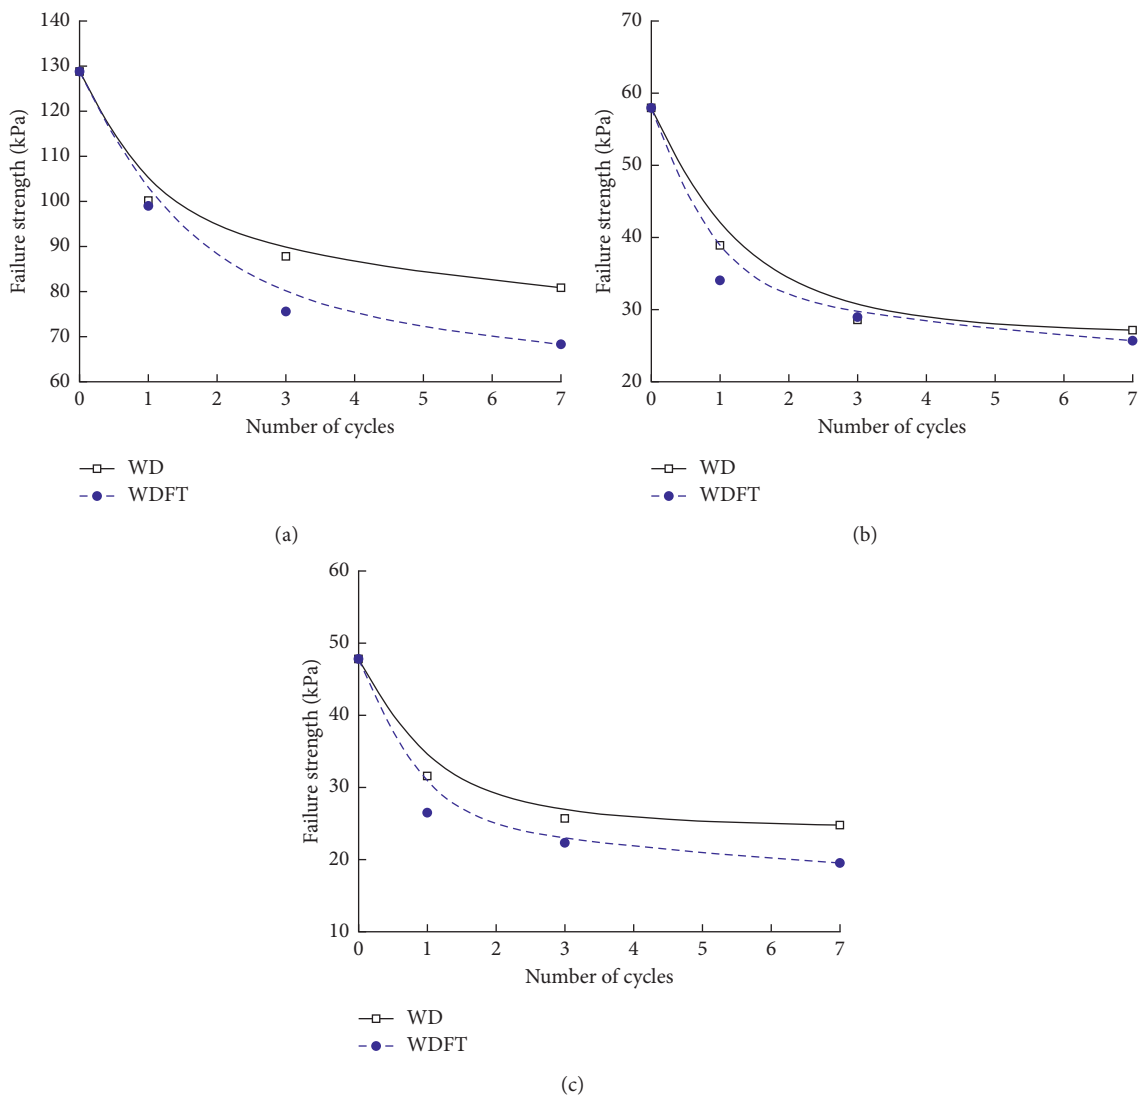 140
130
120
110
100
90
80
70
60
Failure strength (kPa)
0 1 2 3 4 5 6 7
Number of cycles
WD
WDFT
(a)
70
60
50
40
30
20
Failure strength (kPa)
0 1 2 3 4 5 6 7
Number of cycles
WD
WDFT
(b)
60
50
40
30
20
10
Failure strength (kPa)
0 1 2 3 4 5 6 7
Number of cycles
WD
WDFT
(c)